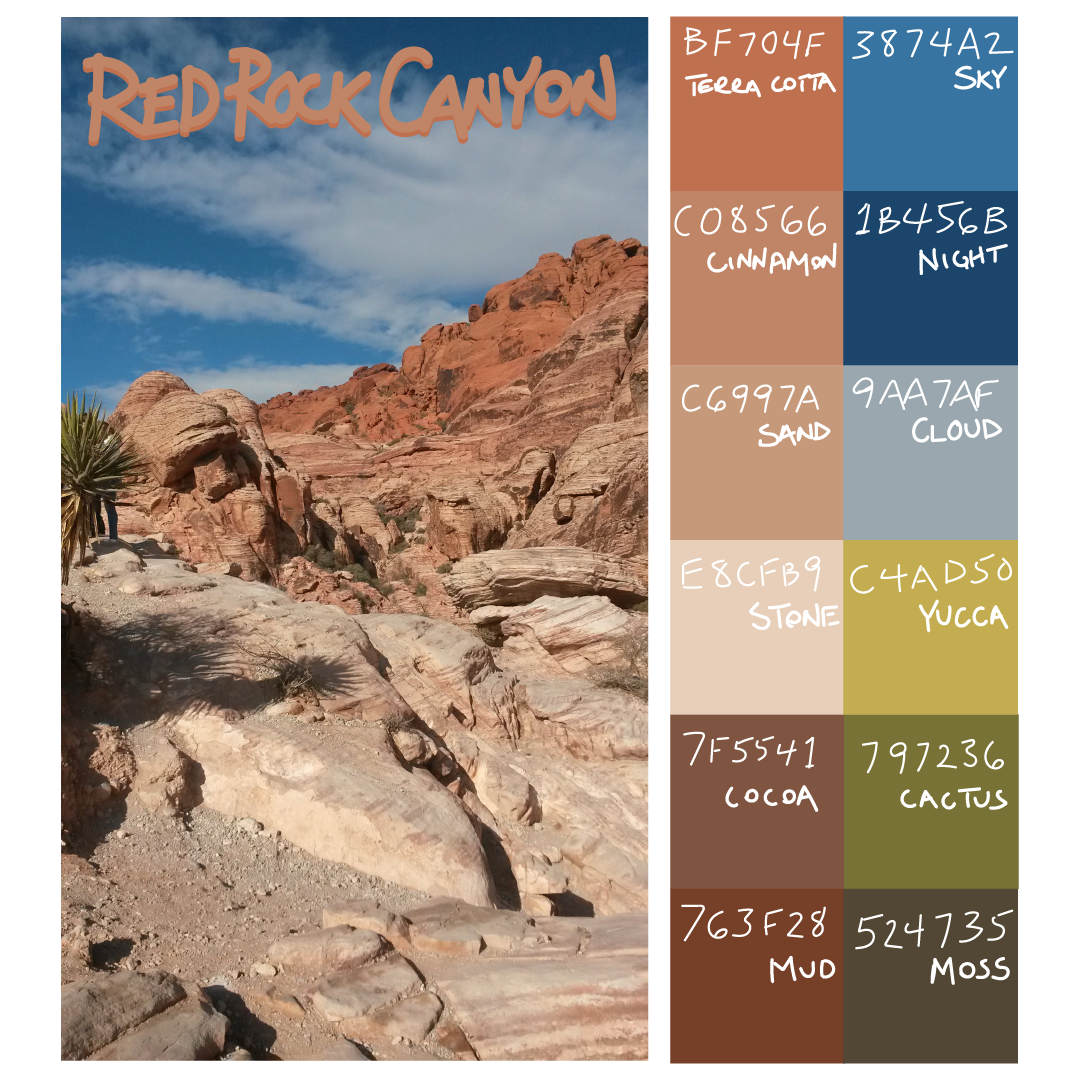 RED ROCK CANYON
BF704F
TERRA COTTA
3874A2
SKY
C08566
CINNAMON
1B456B
NIGHT
C6997A
SAND
9AA7AF
CLOUD
E8CFB9
STONE
C4AD50
YUCCA
7F5541
COCOA
797236
CACTUS
763F28
MUD
524735
MOSS